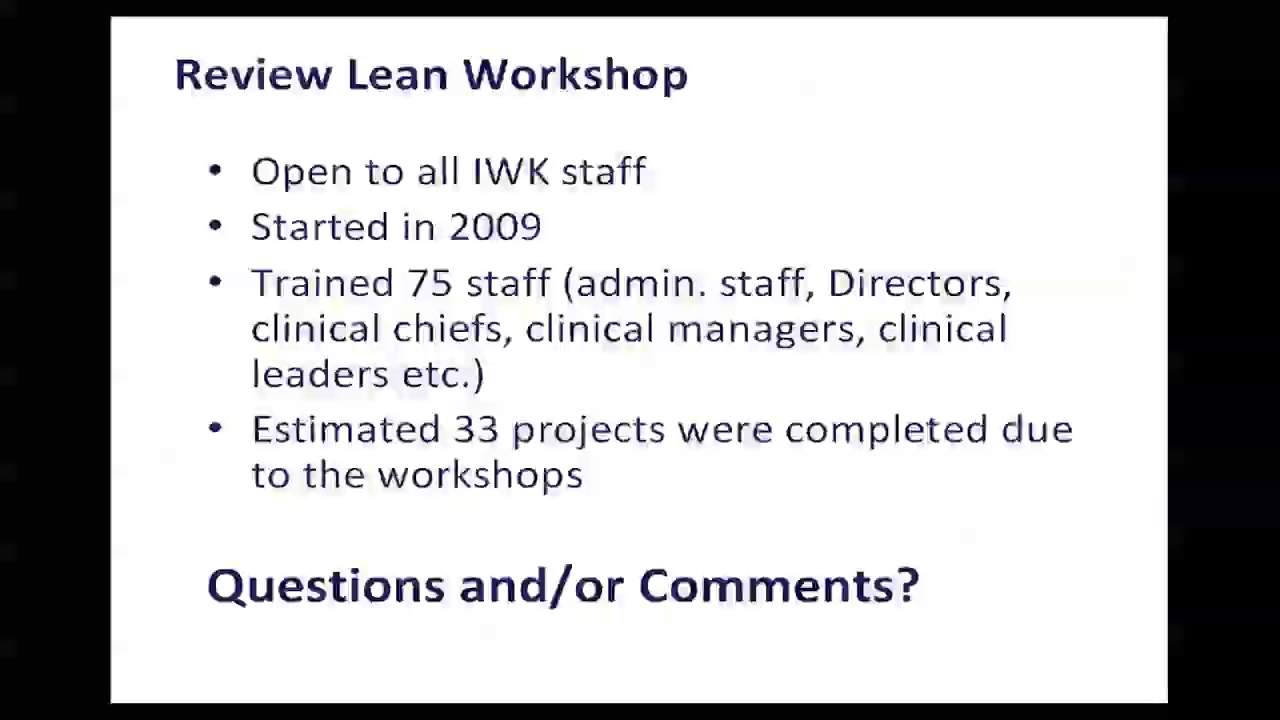 Review Lean Workshop
• Open to all IWK staff
• Started in 2009
• Trained 75 staff (admin. staff, Directors,
clinical chiefs, clinical managers, clinical
leaders etc.)
• Estimated 33 projects were completed due
to the workshops
Questions and/or Comments?